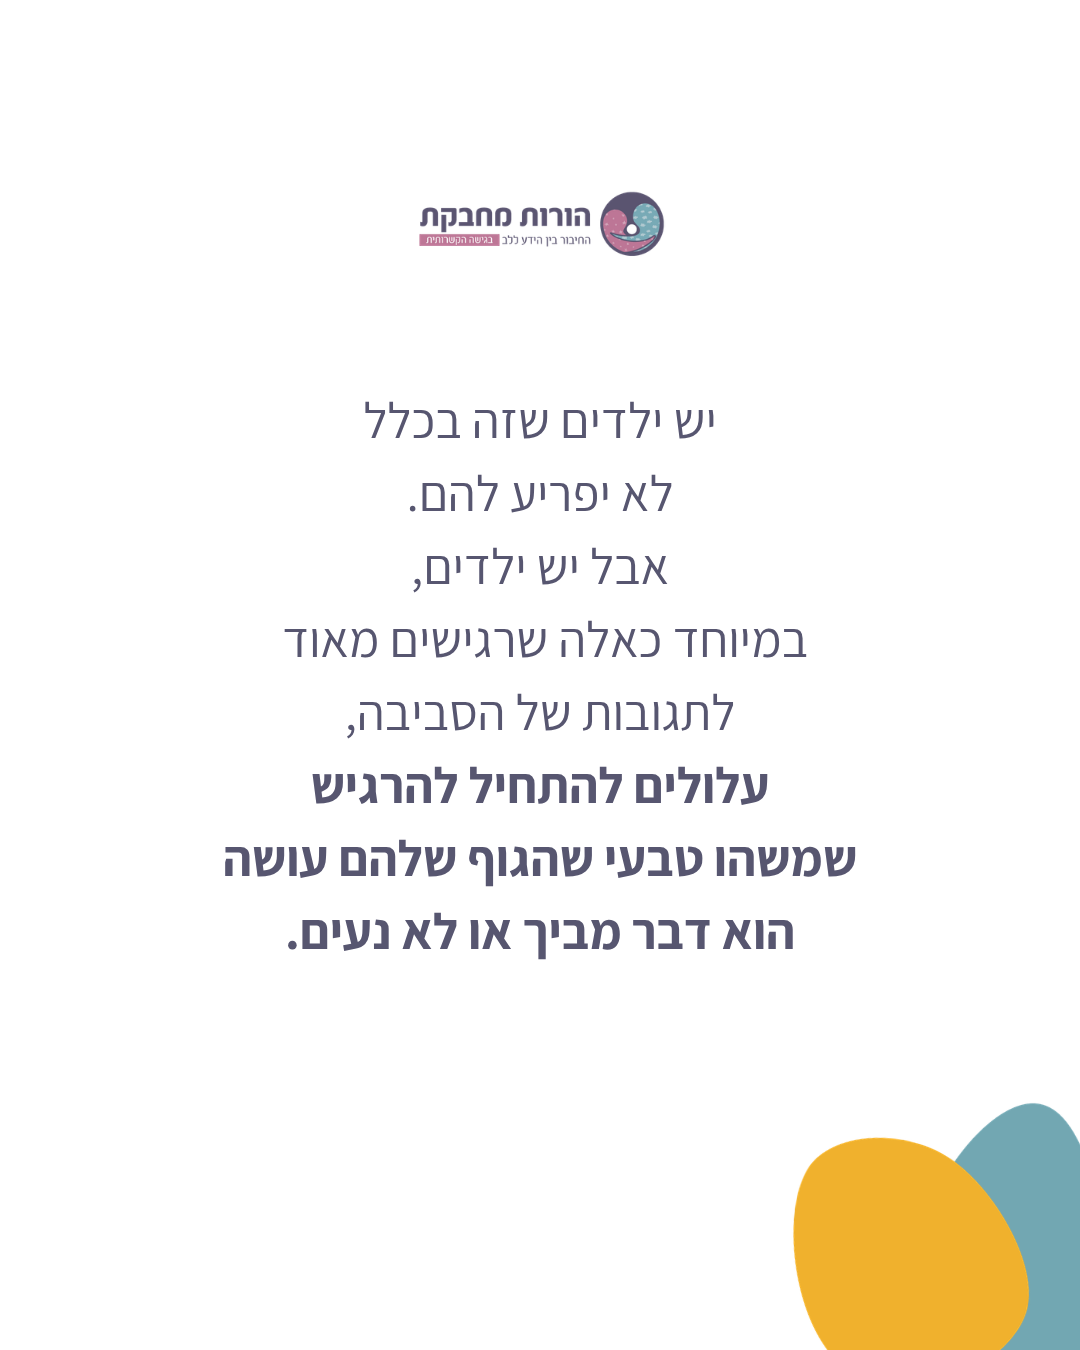 הורות מחבקת
החיבור בין הידע ללב בגישה הקשרותית
יש ילדים שזה בכלל
לא יפריע להם.
אבל יש ילדים,
במיוחד כאלה שרגישים מאוד
לתגובות של הסביבה,
עלולים להתחיל להרגיש
שמשהו טבעי שהגוף שלהם עושה
הוא דבר מביך או לא נעים.